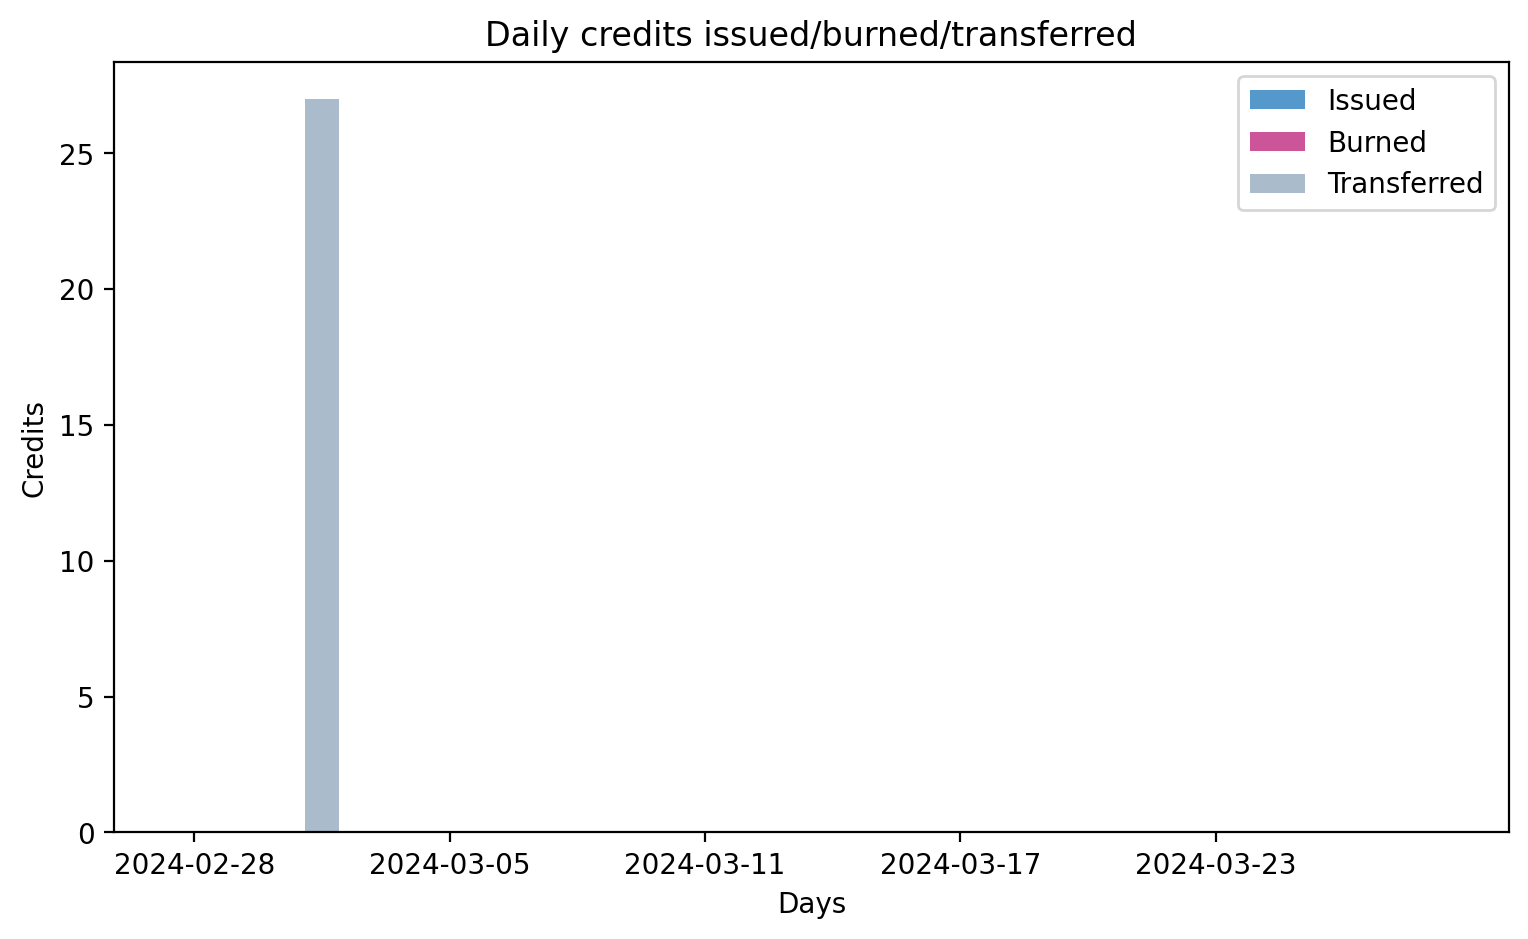 Daily credits issued/burned/transferred
Issued
Burned
Transferred
25
20
15
10
5
0
Credits
2024-02-28 2024-03-05 2024-03-11 2024-03-17 2024-03-23
Days